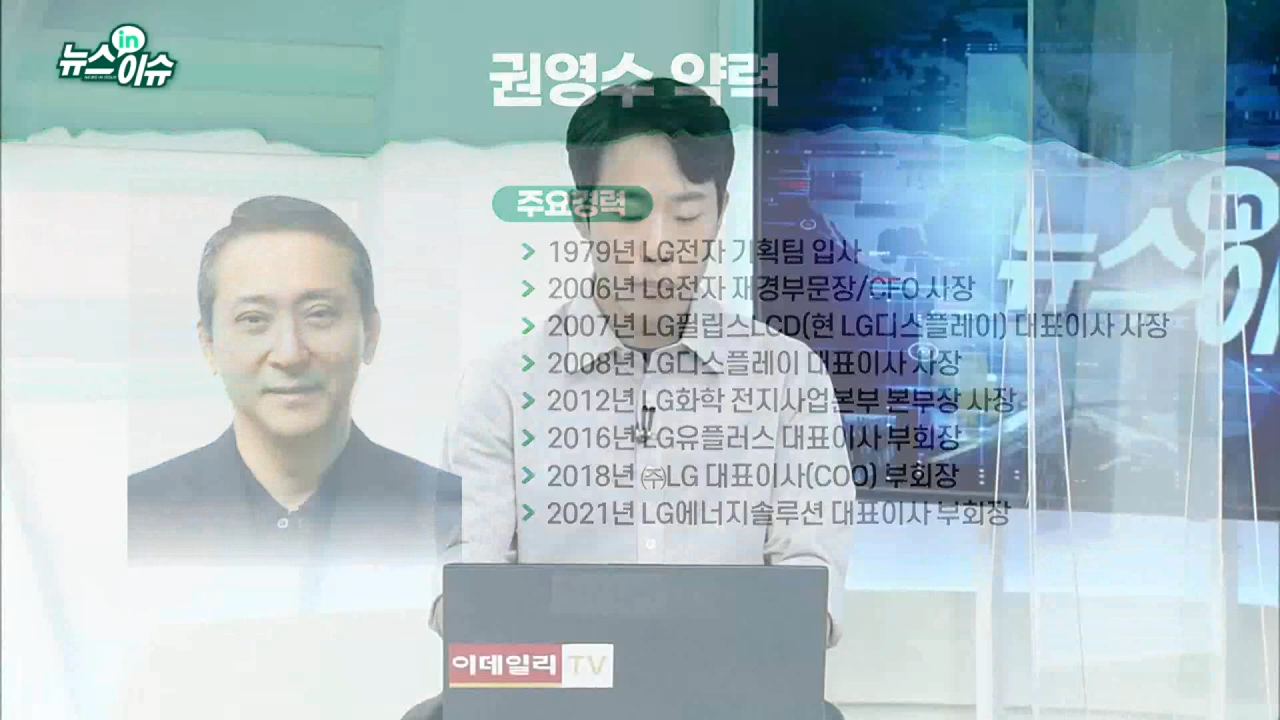 뉴스in이슈
권영수 약력
주요경력
1979년 LG전자 기획팀 입사
2006년 LG전자 재경부문장/CFO 사장
2007년 LG필립스LCD(현 LG디스플레이) 대표이사 사장
2008년 LG디스플레이 대표이사 사장
2012년 LG화학 전지사업본부 본부장 사장
2016년 LG유플러스 대표이사 부회장
2018년 ㈜LG 대표이사(COO) 부회장
2021년 LG에너지솔루션 대표이사 부회장
뉴스in이
이데일리 TV